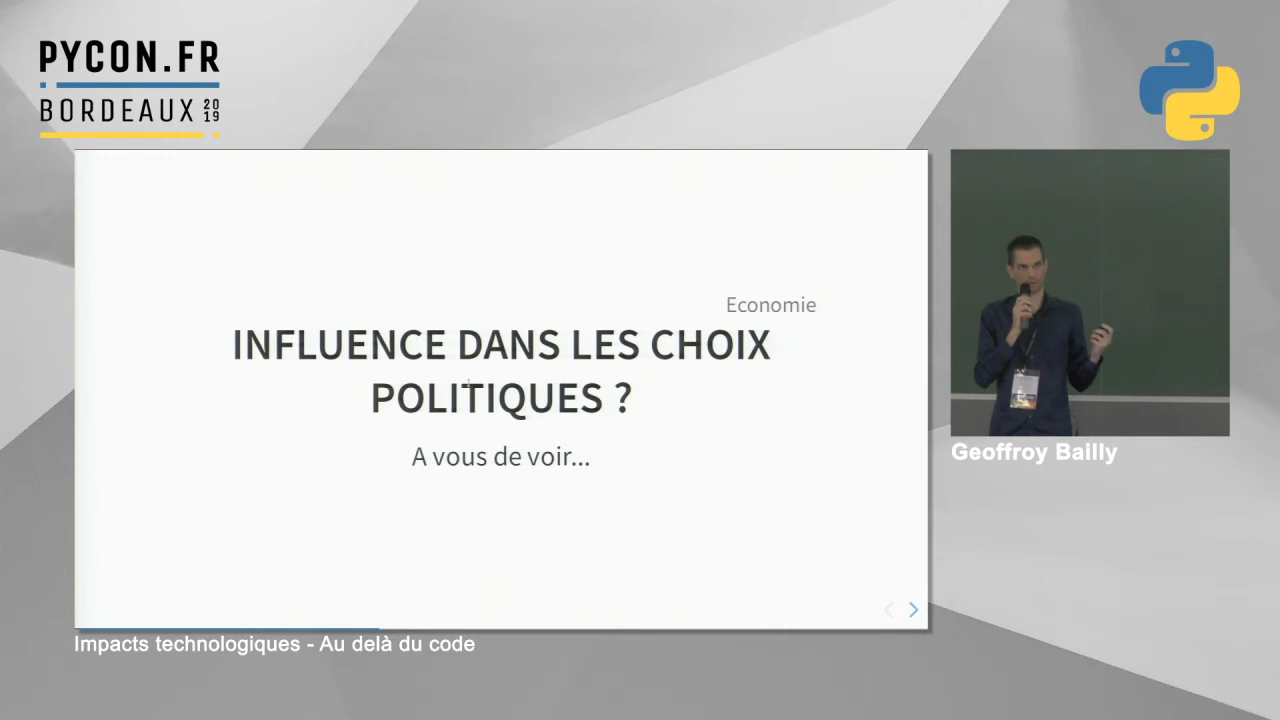 PYCON.FR
BORDEAUX 2019
Economie
INFLUENCE DANS LES CHOIX
POLITIQUES ?
A vous de voir...
Geoffroy Bailly
Impacts technologiques - Au delà du code